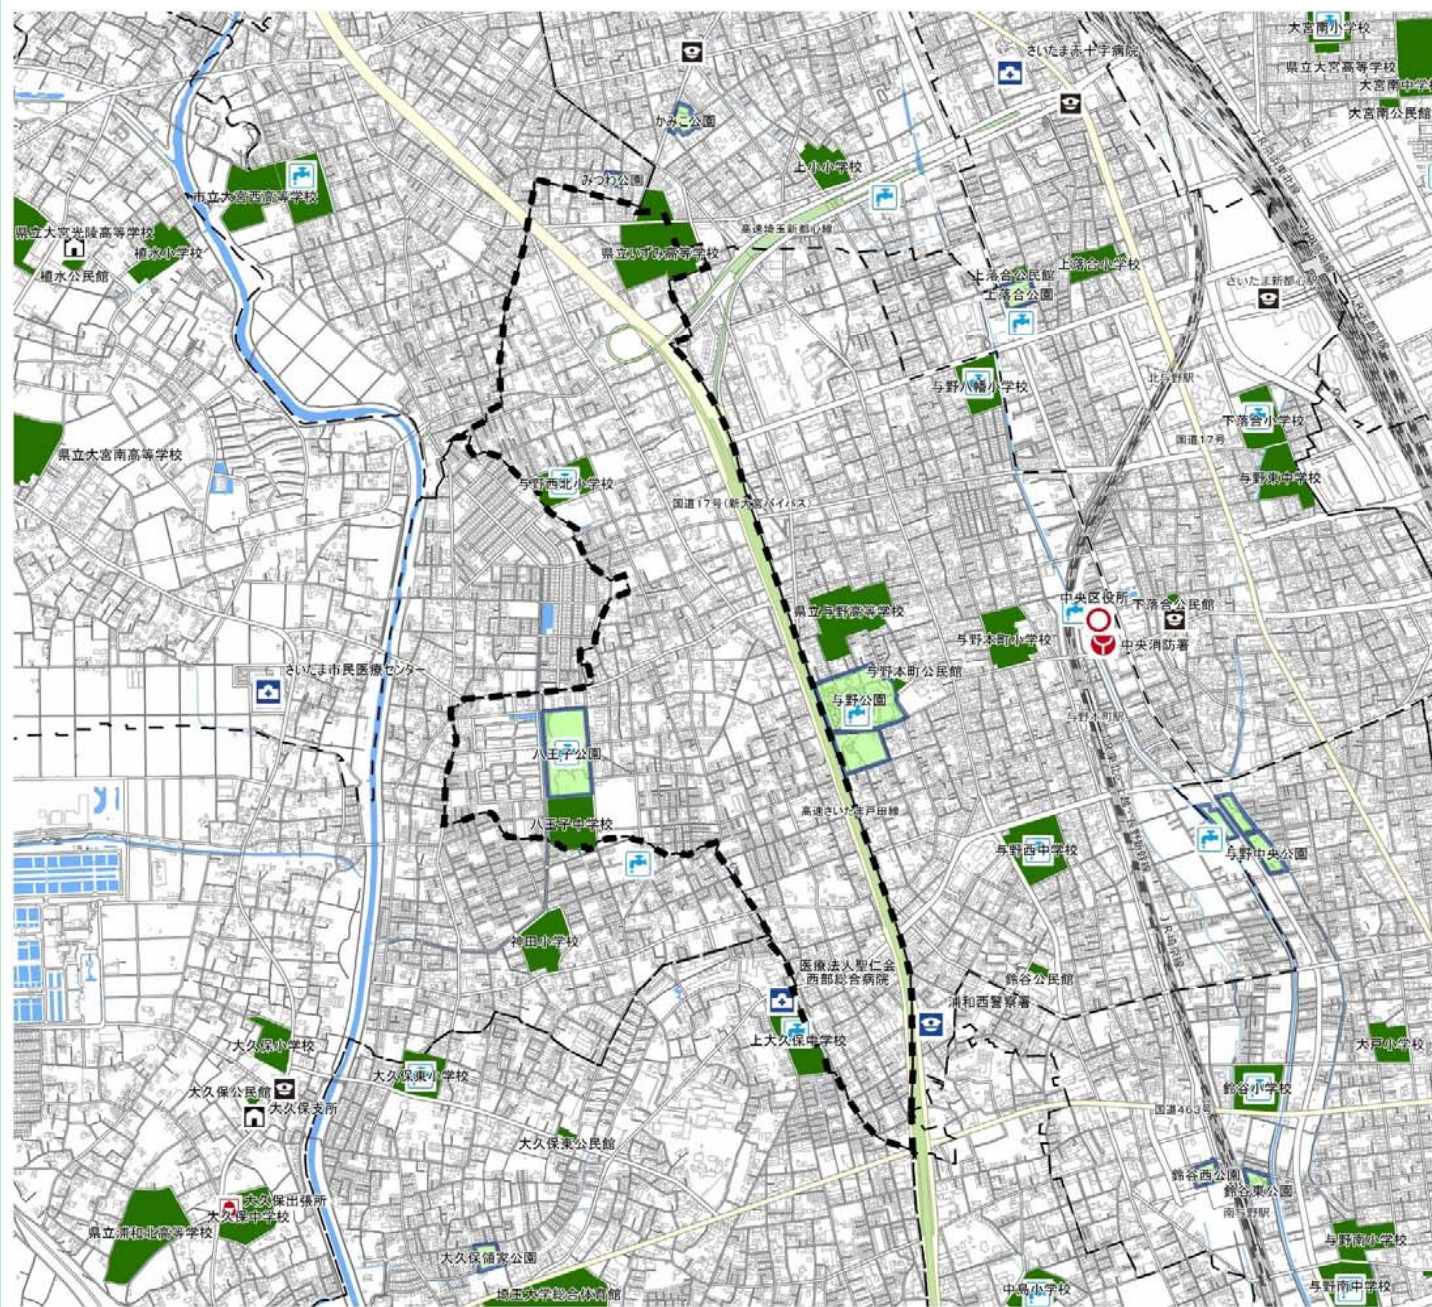 大宮南小学校
さいたま赤十字病院
県立大宮高等学校
大宮南中学
大宮南公民館
かみこ公園
上小小学校
みつわ公園
市立大宮西高等学校
県立大宮光陵高等学校
植水小学校
高速埼玉新都心線
県立いずみ高等学校
植水公民館
上落合公民館
上落合小学校
上落合公園
さいたま新都心
北与野駅
与野八幡小学校
下落合小学校
国道17号
県立大宮南高等学校
与野西北小学校
与野東中学校
国道17号(新大宮バイパス)
中央区役所
下落合公民館
県立与野高等学校
与野本町小学校
中央消防署
さいたま市民医療センター
与野本町公民館
与野公園
与野本町駅
八王子公園
高速さいたま戸田線
八王子中学校
与野西中学校
与野中央公園
神田小学校
JR埼京線
医療法人聖仁会
西部総合病院
鈴谷公民館
浦和西警察署
大久保小学校
上大久保中学校
大戸小学校
大久保東小学校
大久保公民館
鈴谷小学校
大久保支所
国道463号
大久保東公民館
鈴谷西公園
鈴谷東公園
大久保出張所
大久保中学校
南与野駅
県立浦和北高等学校
与野南小学校
大久保領家公園
埼玉大学総合体育館
中島小学校
与野南中学校